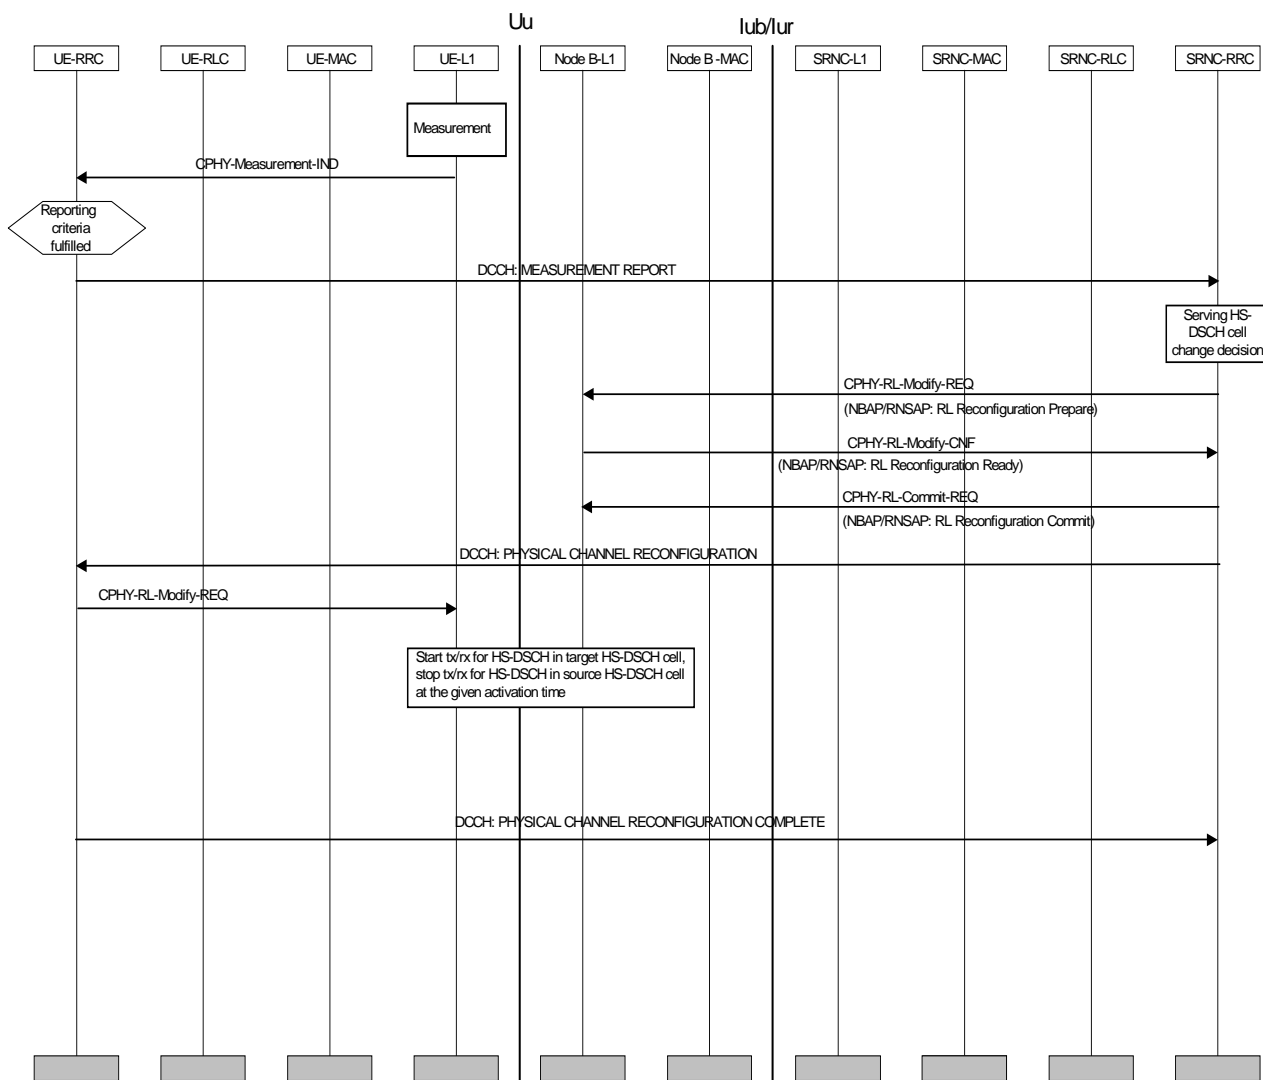 Uu
Iub/Iur
UE-RRC
UE-RLC
UE-MAC
UE-L1
Node B-L1
Node B -MAC
SRNC-L1
SRNC-MAC
SRNC-RLC
SRNC-RRC
Measurement
CPHY-Measurement-IND
Reporting
criteria
fulfilled
DCCH: MEASUREMENT REPORT
Serving HS-
DSCH cell
change decision
CPHY-RL-Modify-REQ
(NBAP/RNSAP: RL Reconfiguration Prepare)
CPHY-RL-Modify-CNF
(NBAP/RNSAP: RL Reconfiguration Ready)
CPHY-RL-Commit-REQ
(NBAP/RNSAP: RL Reconfiguration Commit)
DCCH: PHYSICAL CHANNEL RECONFIGURATION
CPHY-RL-Modify-REQ
Start tx/rx for HS-DSCH in target HS-DSCH cell,
stop tx/rx for HS-DSCH in source HS-DSCH cell
at the given activation time
DCCH: PHYSICAL CHANNEL RECONFIGURATION COMPLETE